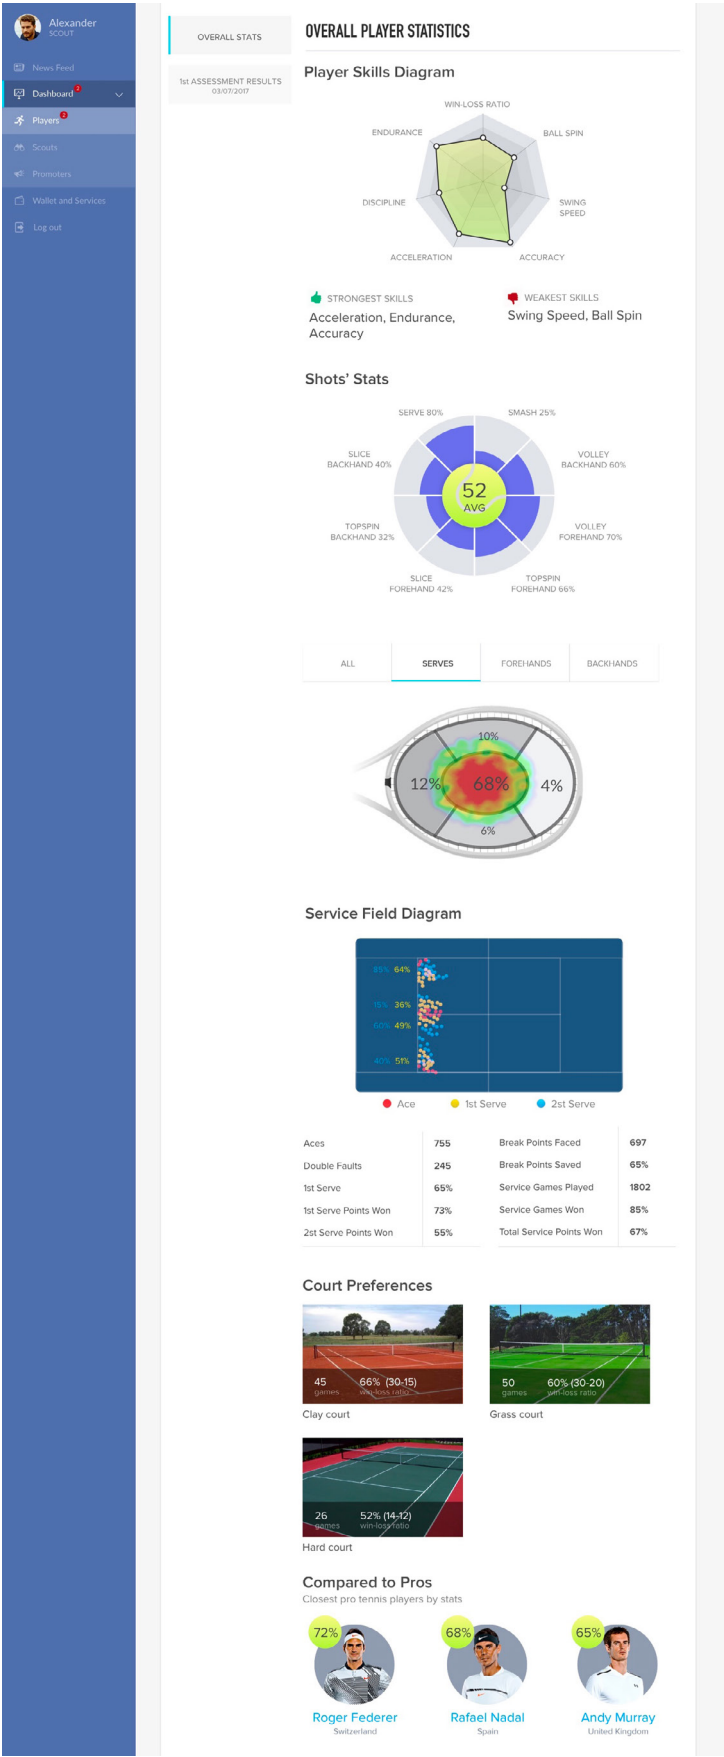 Alexander
SCOUT
News Feed
Dashboard
Players
Scouts
Promoters
Wallet and Services
Log out
OVERALL STATS
1st ASSESSMENT RESULTS
03/07/2017
OVERALL PLAYER STATISTICS
Player Skills Diagram
WIN-LOSS RATIO
ENDURANCE
BALL SPIN
DISCIPLINE
SWING
SPEED
ACCELERATION
ACCURACY
STRONGEST SKILLS
Acceleration, Endurance,
Accuracy
WEAKEST SKILLS
Swing Speed, Ball Spin
Shots' Stats
SERVE 80%
SMASH 25%
SLICE
BACKHAND 40%
VOLLEY
BACKHAND 60%
52
AVG
TOPSPIN
BACKHAND 32%
VOLLEY
FOREHAND 70%
SLICE
FOREHAND 42%
TOPSPIN
FOREHAND 66%
ALL
SERVES
FOREHANDS
BACKHANDS
10%
12%
68%
4%
6%
Service Field Diagram
64%
15% 36%
60% 49%
40% 51%
Ace
1st Serve
2st Serve
Aces 755
Double Faults 245
1st Serve 65%
1st Serve Points Won 73%
2st Serve Points Won 55%
Break Points Faced 697
Break Points Saved 65%
Service Games Played 1802
Service Games Won 85%
Total Service Points Won 67%
Court Preferences
45 66% (30-15)
games win-loss ratio
Clay court
50 60% (30-20)
games win-loss ratio
Grass court
26 52% (14-12)
games win-loss ratio
Hard court
Compared to Pros
Closest pro tennis players by stats
72%
Roger Federer
Switzerland
68%
Rafael Nadal
Spain
65%
Andy Murray
United Kingdom